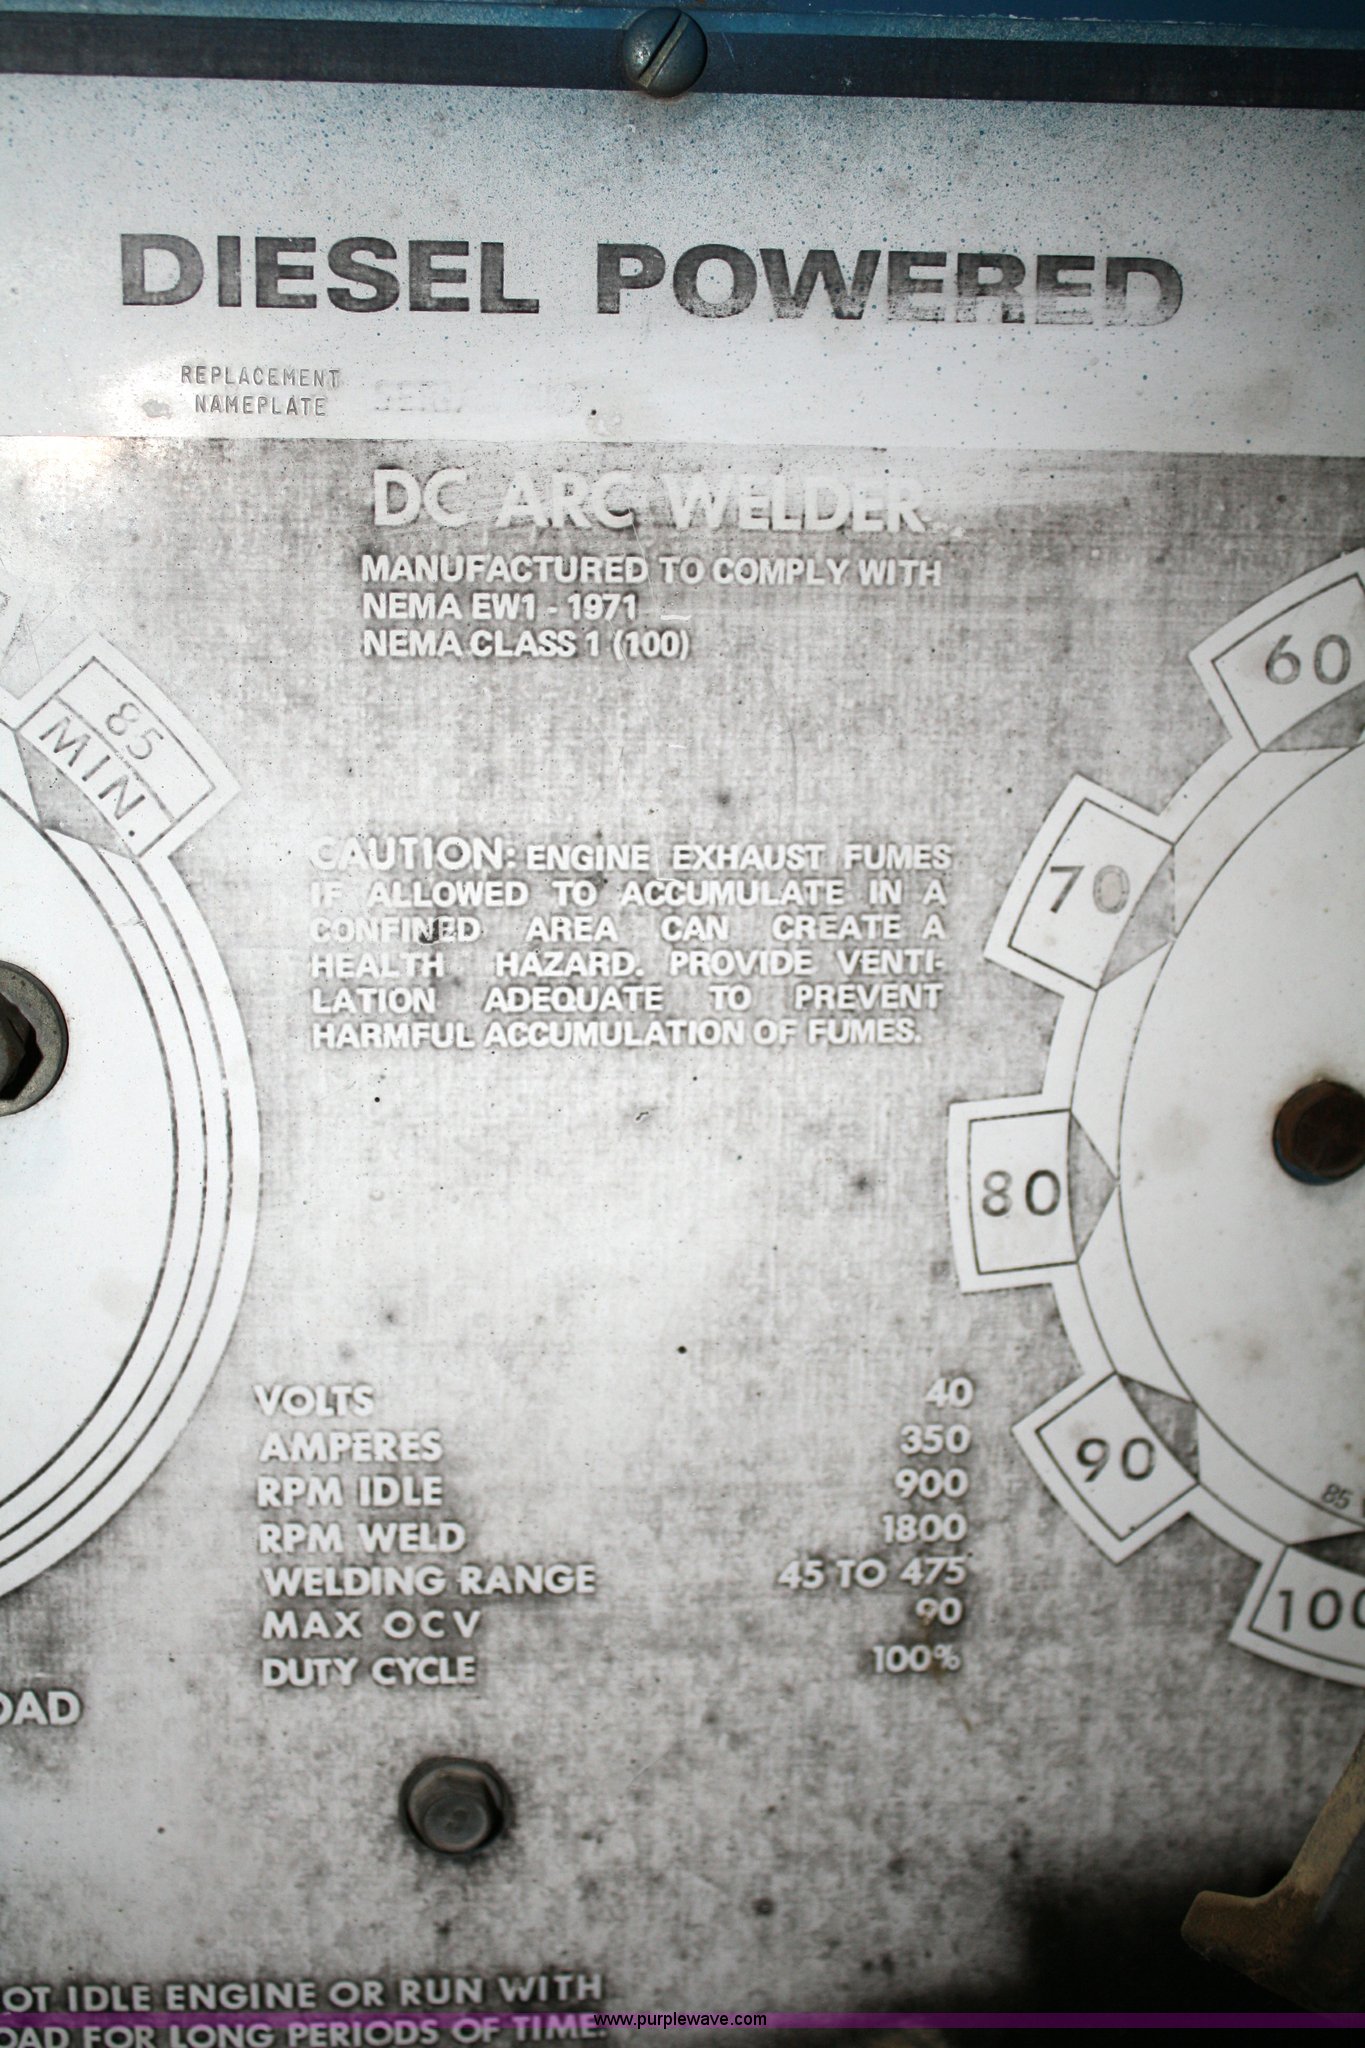 DIESEL POWERED
REPLACEMENT
NAMEPLATE
DC ARC WELDER
MANUFACTURED TO COMPLY WITH
NEMA EW1 - 1971
NEMA CLASS 1 (100)
85
MIN.
CAUTION: ENGINE EXHAUST FUMES
IF ALLOWED TO ACCUMULATE IN A
CONFINED AREA CAN CREATE A
HEALTH HAZARD. PROVIDE VENTI-
LATION ADEQUATE TO PREVENT
HARMFUL ACCUMULATION OF FUMES.
60
70
80
90
100
85
VOLTS 40
AMPERES 350
RPM IDLE 900
RPM WELD 1800
WELDING RANGE 45 TO 475
MAX OCV 90
DUTY CYCLE 100%
OAD
OT IDLE ENGINE OR RUN WITH
OAD FOR LONG PERIODS OF TIME.
www.purplewave.com